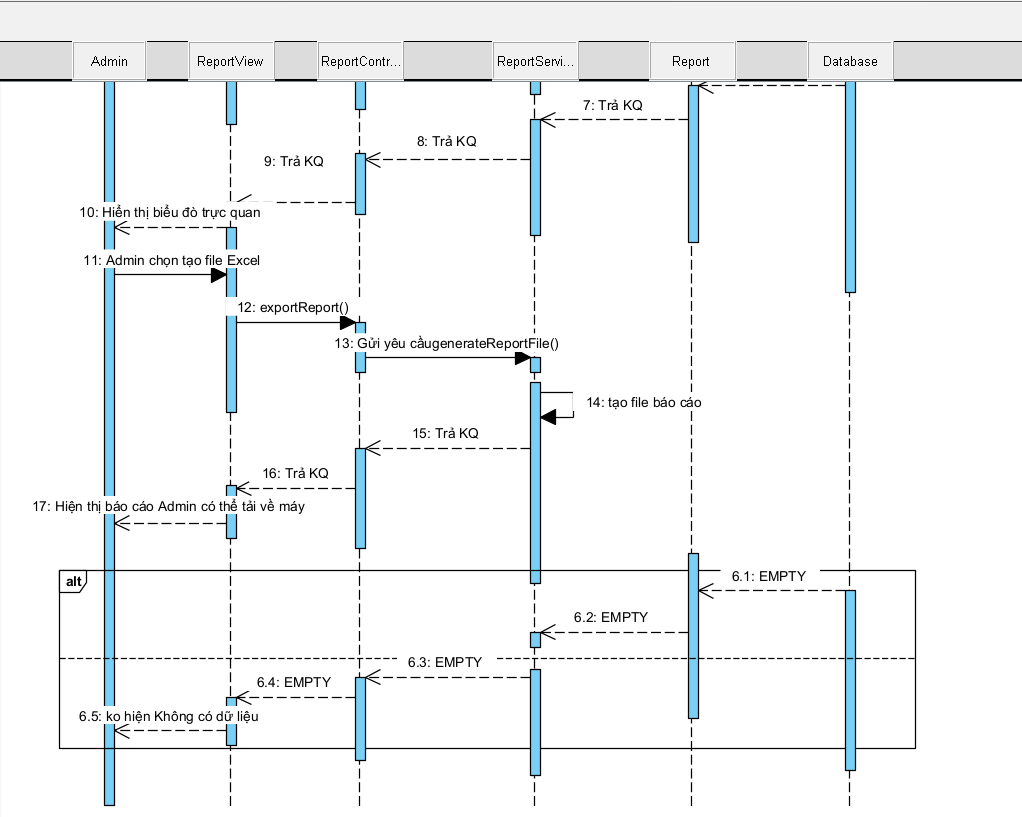 Admin
ReportView
ReportContr...
ReportServi...
Report
Database
7: Trả KQ
8: Trả KQ
9: Trả KQ
10: Hiển thị biểu đò trực quan
11: Admin chọn tạo file Excel
12: exportReport()
13: Gửi yêu cầugenerateReportFile()
14: tạo file báo cáo
15: Trả KQ
16: Trả KQ
17: Hiện thị báo cáo Admin có thể tải về máy
alt
6.1: EMPTY
6.2: EMPTY
6.3: EMPTY
6.4: EMPTY
6.5: ko hiện Không có dữ liệu